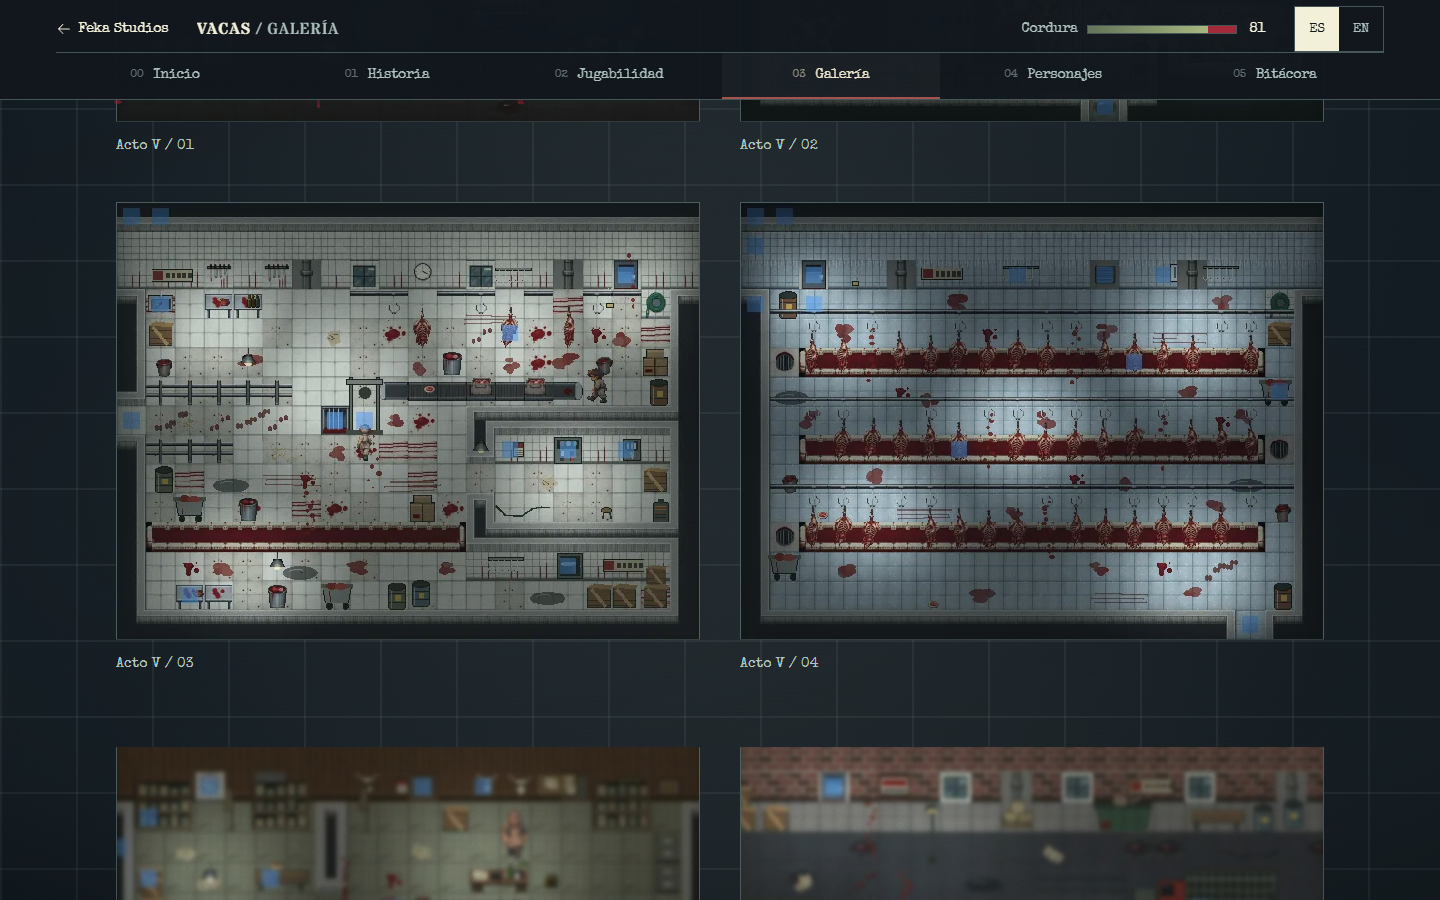 ← Feka Studios VACAS / GALERÍA Cordura 81 ES EN
00 Inicio 01 Historia 02 Jugabilidad 03 Galería 04 Personajes 05 Bitácora
Acto V / 01 Acto V / 02
Acto V / 03 Acto V / 04